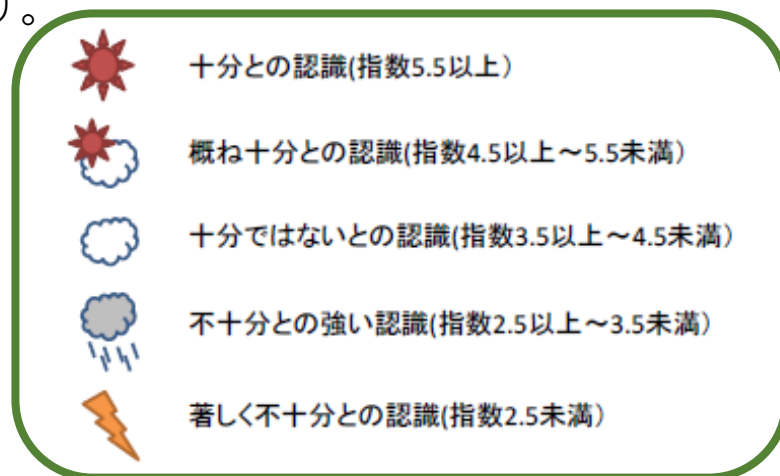 )。
十分との認識(指数5.5以上)
概ね十分との認識(指数4.5以上～5.5未満)
十分ではないとの認識(指数3.5以上～4.5未満)
不十分との強い認識(指数2.5以上～3.5未満)
著しく不十分との認識(指数2.5未満)